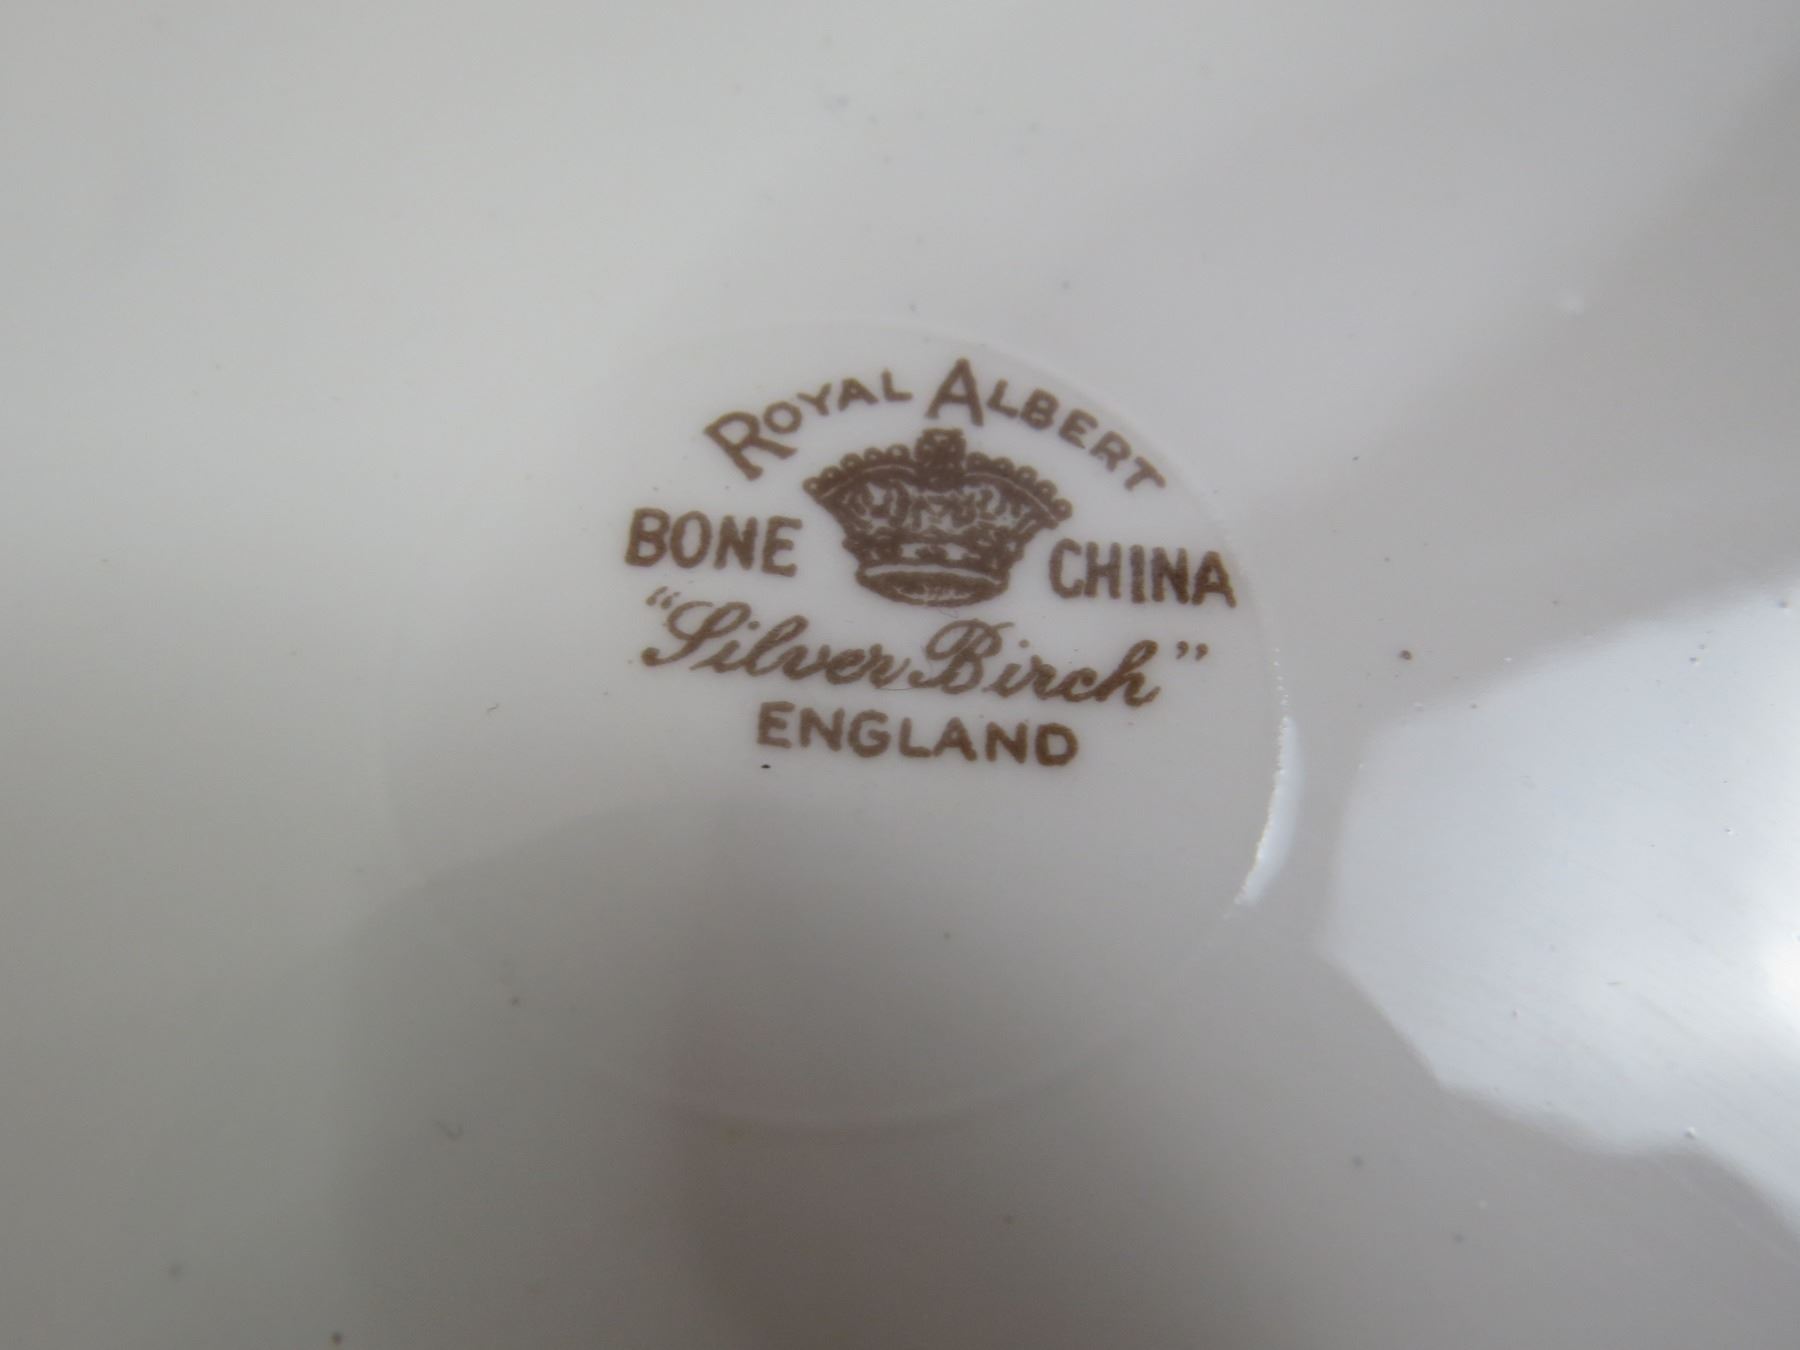 ROYAL ALBERT
BONE CHINA
"Silver Birch"
ENGLAND